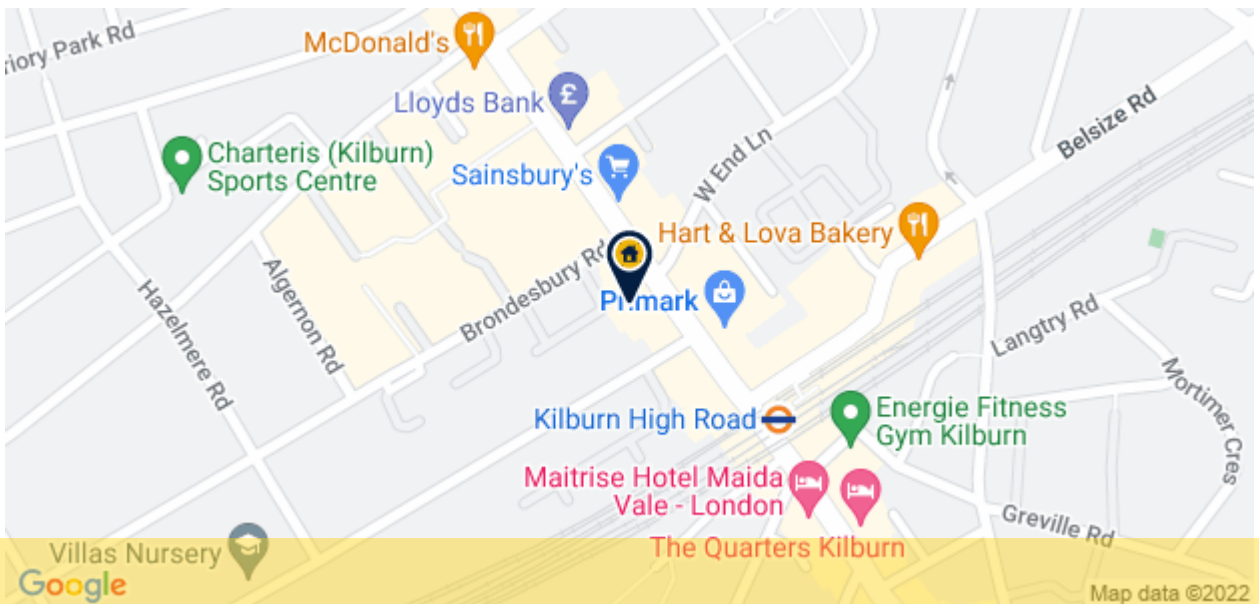 riory Park Rd
McDonald's
Lloyds Bank
£
Belsize Rd
Charteris (Kilburn)
Sports Centre
Sainsbury's
W End Ln
Hart & Lova Bakery
Brondesbury Rd
Algernon Rd
Hazelmere Rd
Primark
Langtry Rd
Mortimer Cres
Kilburn High Road
Energie Fitness
Gym Kilburn
Maitrise Hotel Maida
Vale - London
Greville Rd
The Quarters Kilburn
Villas Nursery
Google
Map data ©2022